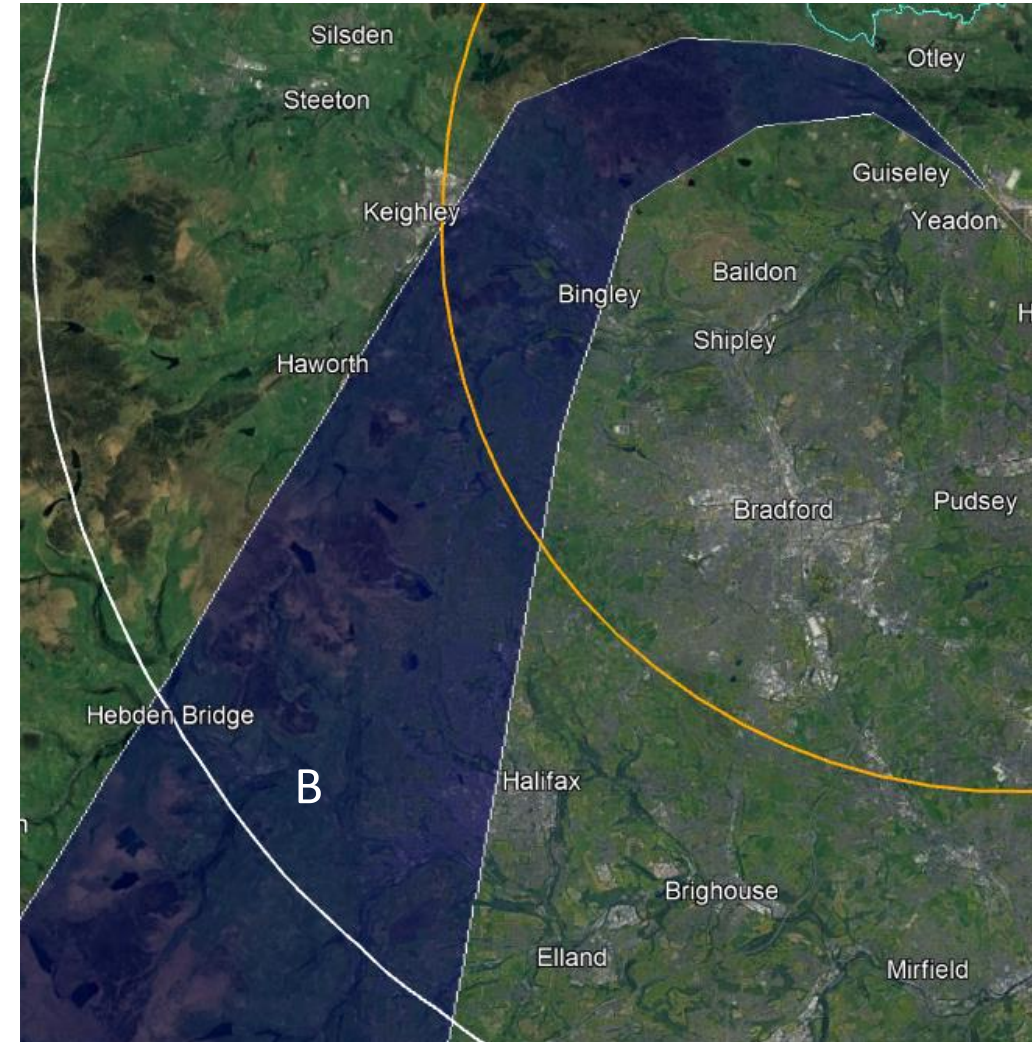 Silsden
Otley
Steeton
Guiseley
Keighley
Yeadon
Baildon
Bingley
H
Shipley
Haworth
Pudsey
Bradford
Hebden Bridge
B
Halifax
Brighouse
Elland
Mirfield